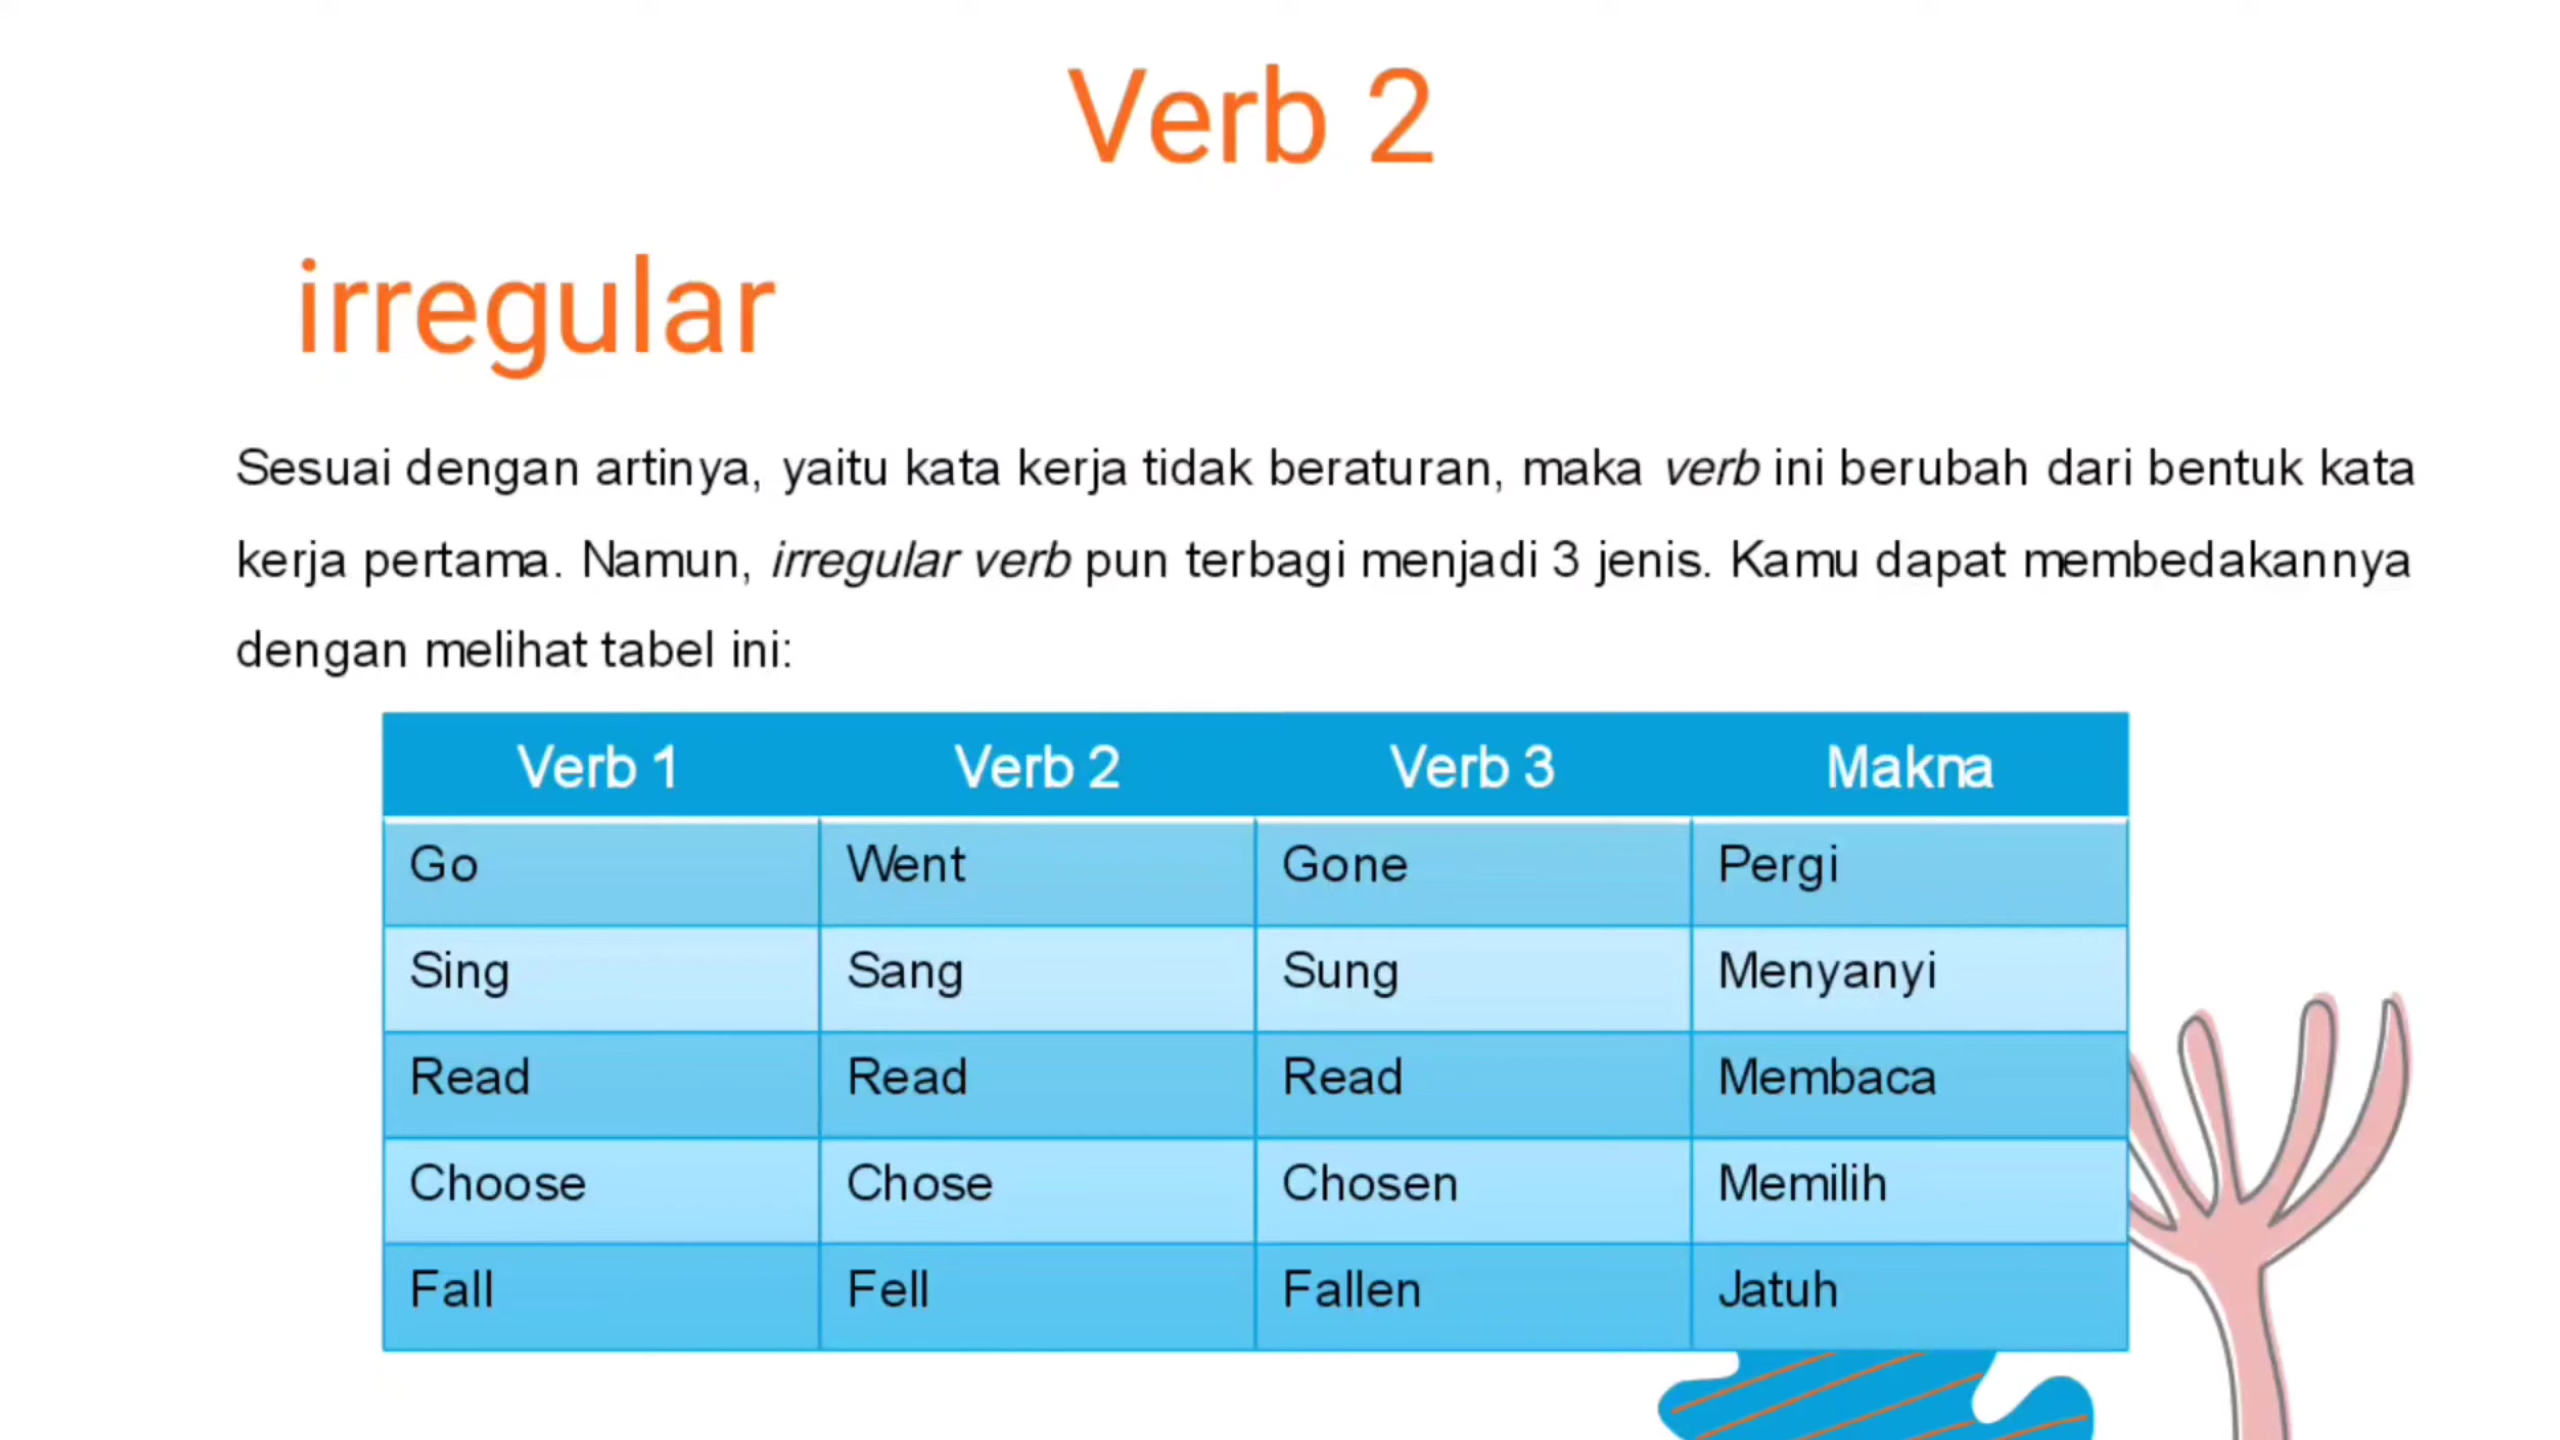 Verb 2
irregular
Sesuai dengan artinya, yaitu kata kerja tidak beraturan, maka verb ini berubah dari bentuk kata
kerja pertama. Namun, irregular verb pun terbagi menjadi 3 jenis. Kamu dapat membedakannya
dengan melihat tabel ini:
Verb 1 Verb 2 Verb 3 Makna
Go Went Gone Pergi
Sing Sang Sung Menyanyi
Read Read Read Membaca
Choose Chose Chosen Memilih
Fall Fell Fallen Jatuh